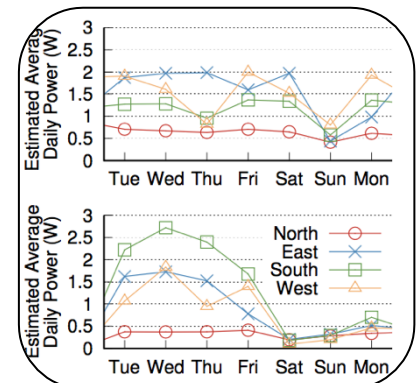 Estimated Average
Daily Power (W)
3
2.5
2
1.5
1
0.5
0
Tue Wed Thu Fri Sat Sun Mon
Estimated Average
Daily Power (W)
3
2.5
2
1.5
1
0.5
0
North
East
South
West
Tue Wed Thu Fri Sat Sun Mon